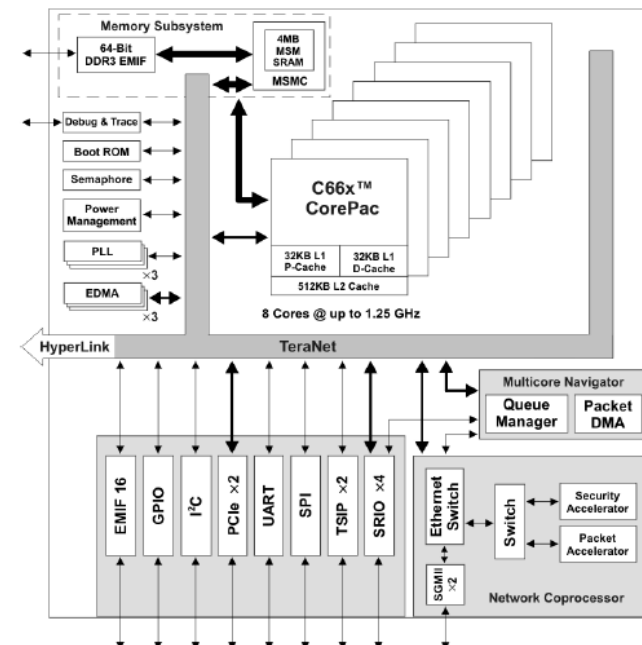 Memory Subsystem
64-Bit
DDR3 EMIF
4MB
MSM
SRAM
MSMC
Debug & Trace
Boot ROM
Semaphore
Power
Management
PLL
×3
EDMA
×3
C66x™
CorePac
32KB L1
P-Cache
32KB L1
D-Cache
512KB L2 Cache
8 Cores @ up to 1.25 GHz
HyperLink
TeraNet
Multicore Navigator
Queue
Manager
Packet
DMA
EMIF 16
GPIO
I²C
PCIe ×2
UART
SPI
TSIP ×2
SRIO ×4
Ethernet
Switch
Switch
Security
Accelerator
Packet
Accelerator
SGMII
×2
Network Coprocessor